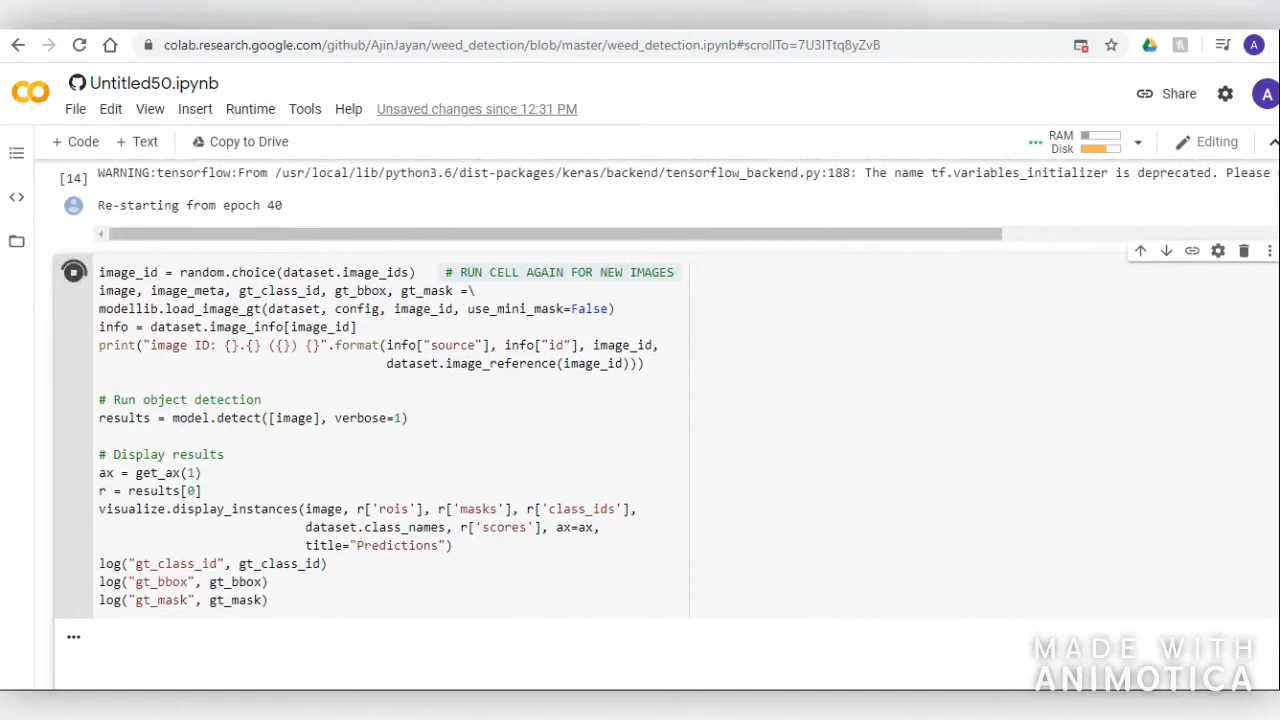 colab.research.google.com/github/AjinJayan/weed_detection/blob/master/weed_detection.ipynb#scrollTo=7U3ITtq8yZvB
A
Untitled50.ipynb
File Edit View Insert Runtime Tools Help Unsaved changes since 12:31 PM
Share
A
+ Code + Text Copy to Drive
RAM
Disk
Editing
[14]
WARNING:tensorflow:From /usr/local/lib/python3.6/dist-packages/keras/backend/tensorflow_backend.py:188: The name tf.variables_initializer is deprecated. Please
Re-starting from epoch 40
image_id = random.choice(dataset.image_ids) # RUN CELL AGAIN FOR NEW IMAGES
image, image_meta, gt_class_id, gt_bbox, gt_mask =\
modellib.load_image_gt(dataset, config, image_id, use_mini_mask=False)
info = dataset.image_info[image_id]
print("image ID: {}.{} ({}) {}".format(info["source"], info["id"], image_id,
dataset.image_reference(image_id)))
# Run object detection
results = model.detect([image], verbose=1)
# Display results
ax = get_ax(1)
r = results[0]
visualize.display_instances(image, r['rois'], r['masks'], r['class_ids'],
dataset.class_names, r['scores'], ax=ax,
title="Predictions")
log("gt_class_id", gt_class_id)
log("gt_bbox", gt_bbox)
log("gt_mask", gt_mask)
MADE WITH
ANIMOTICA